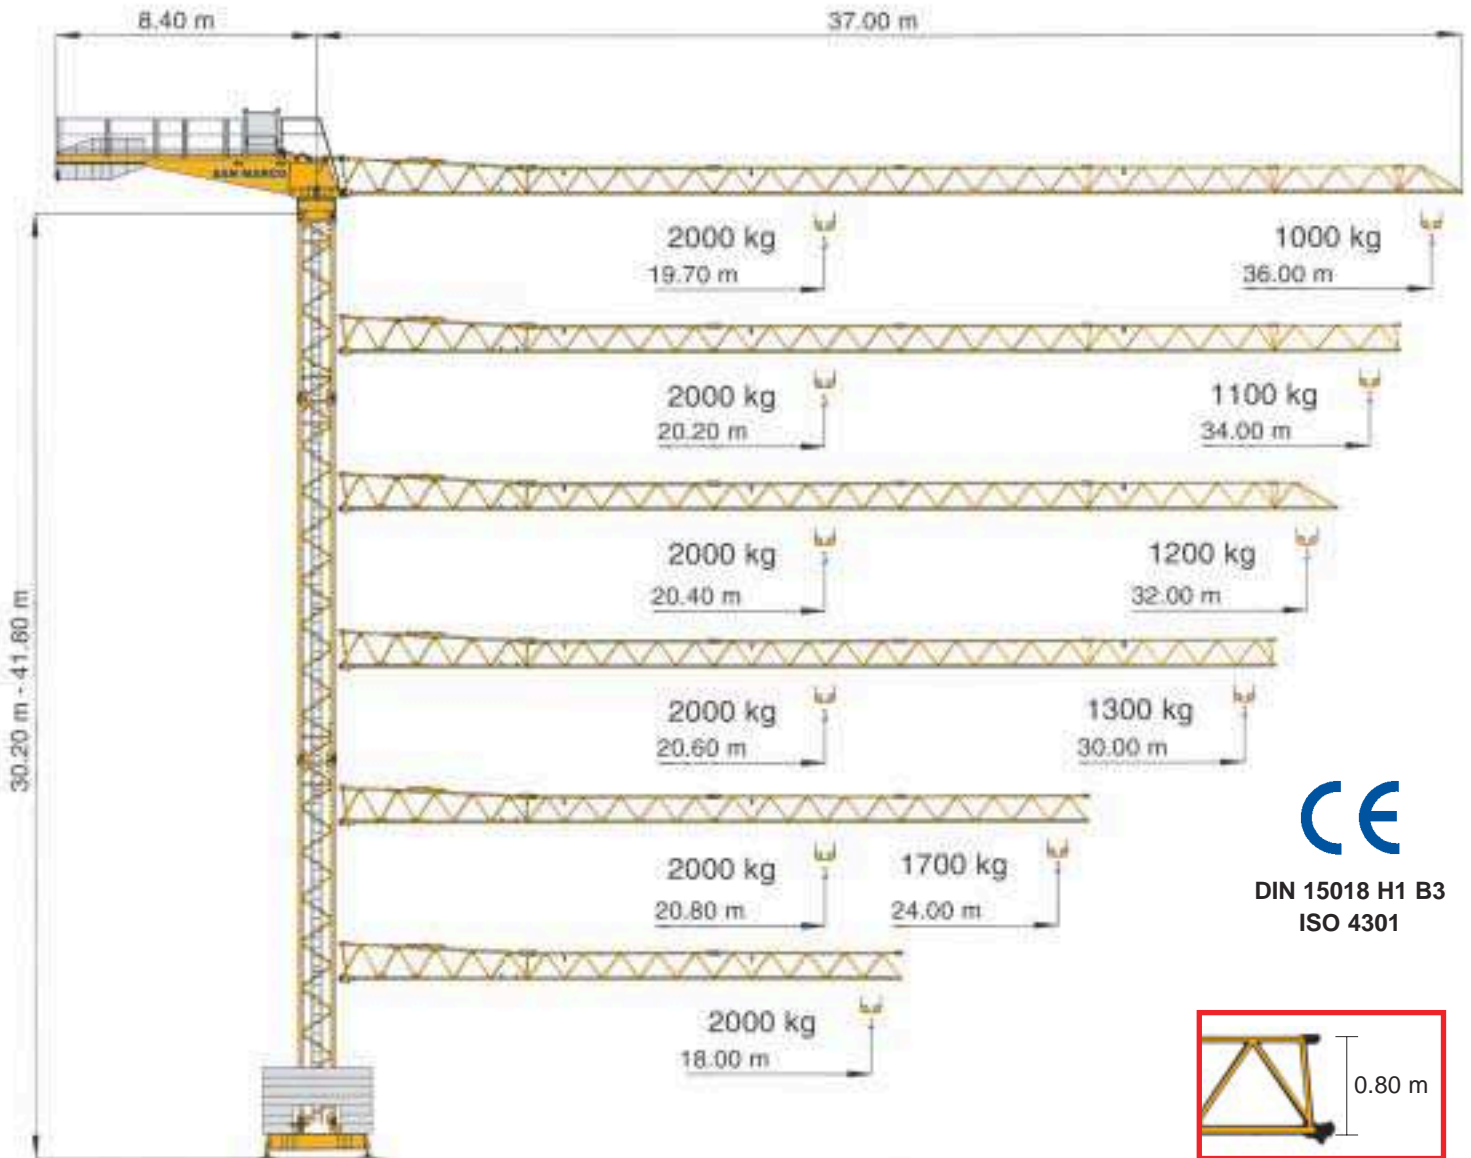 8.40 m
37.00 m
SAN MARCO
2000 kg
1000 kg
19.70 m
36.00 m
2000 kg
1100 kg
20.20 m
34.00 m
2000 kg
1200 kg
20.40 m
32.00 m
30.20 m - 41.80 m
2000 kg
1300 kg
20.60 m
30.00 m
CE
2000 kg
1700 kg
20.80 m
24.00 m
DIN 15018 H1 B3
ISO 4301
2000 kg
18.00 m
0.80 m